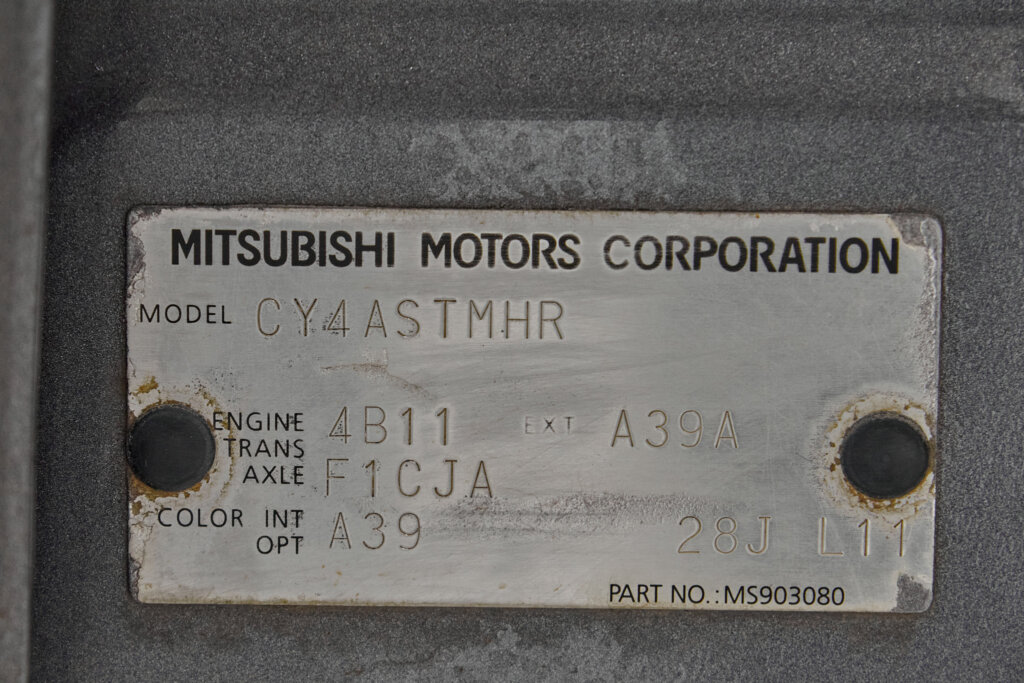 MITSUBISHI MOTORS CORPORATION
MODEL CY4ASTMHR
ENGINE 4B11 EXT A39A
TRANS
AXLE F1CJA
COLOR INT A39 28J L11
OPT
PART NO.:MS903080